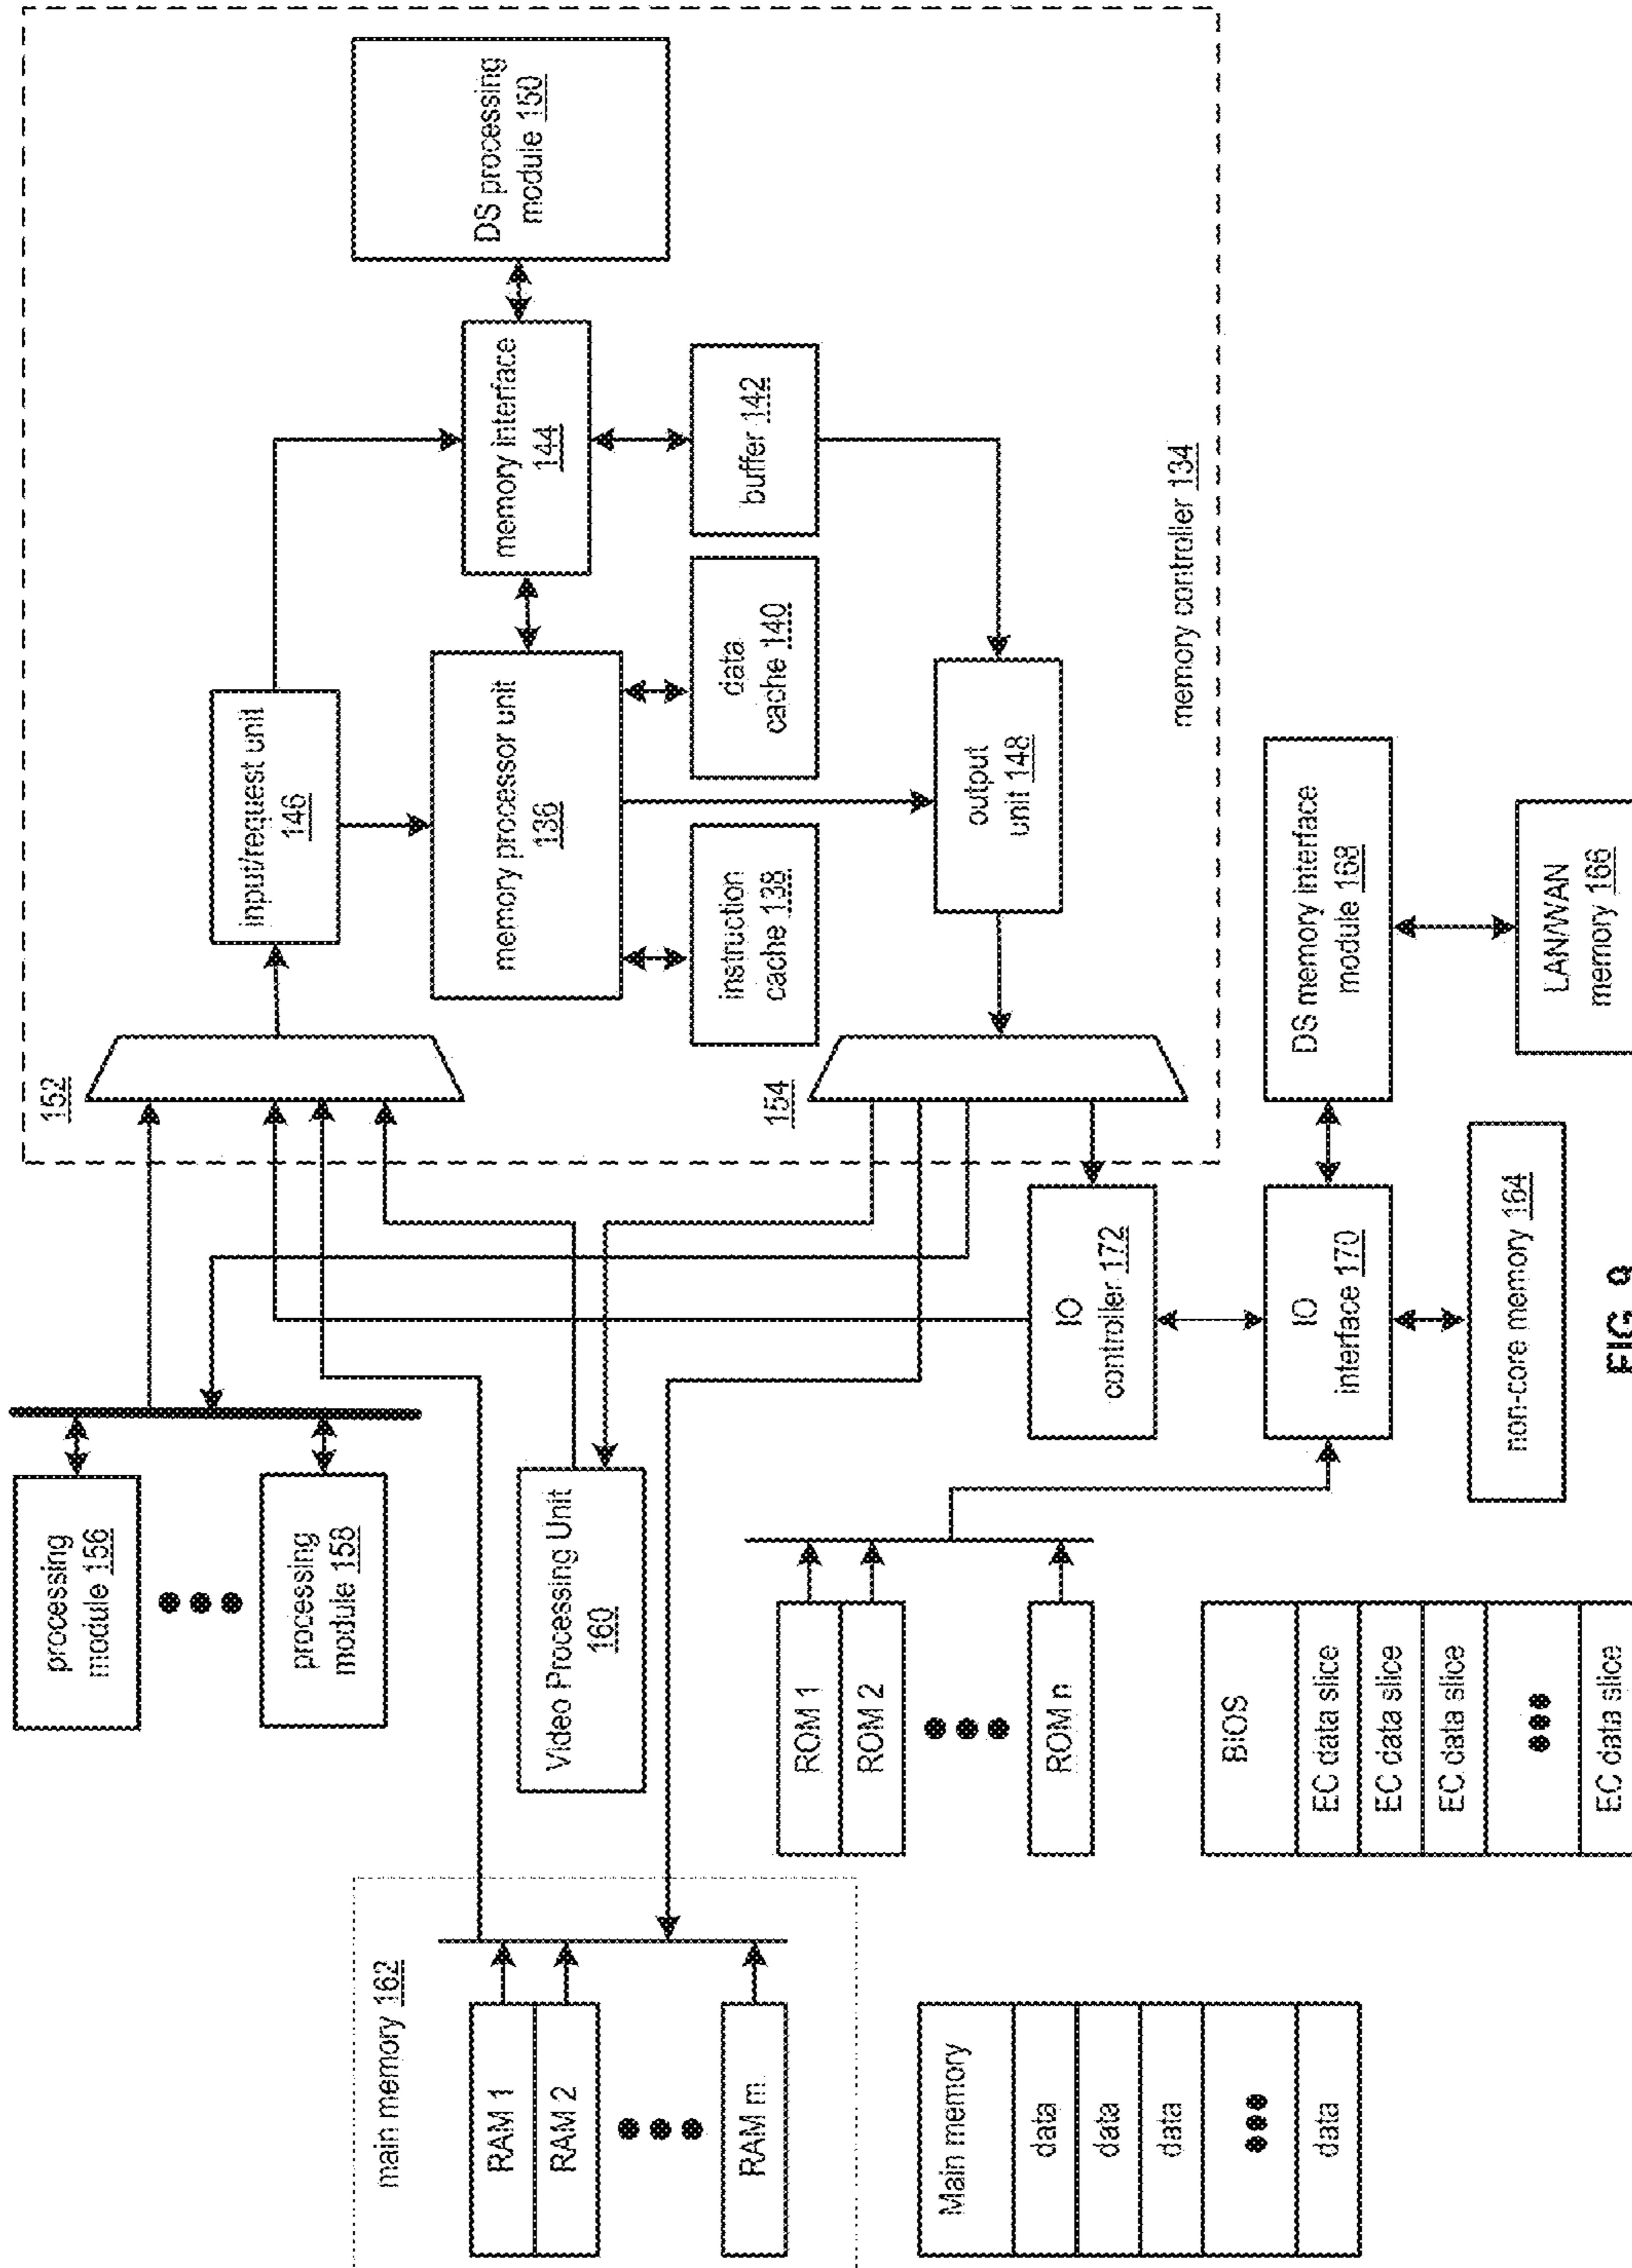 processing
module 156
processing
module 158
152
input/request unit
146
memory processor unit
136
memory interface
144
DS processing
module 150
instruction
cache 138
data
cache 140
buffer 142
output
unit 148
154
memory controller 134
main memory 162
RAM 1
RAM 2
RAM m
Video Processing Unit
160
ROM 1
ROM 2
ROM n
IO
controller 172
IO
interface 170
DS memory interface
module 168
non-core memory 164
LAN/WAN
memory 166
Main memory
data
data
data
data
BIOS
EC data slice
EC data slice
EC data slice
EC data slice
FIG. 9